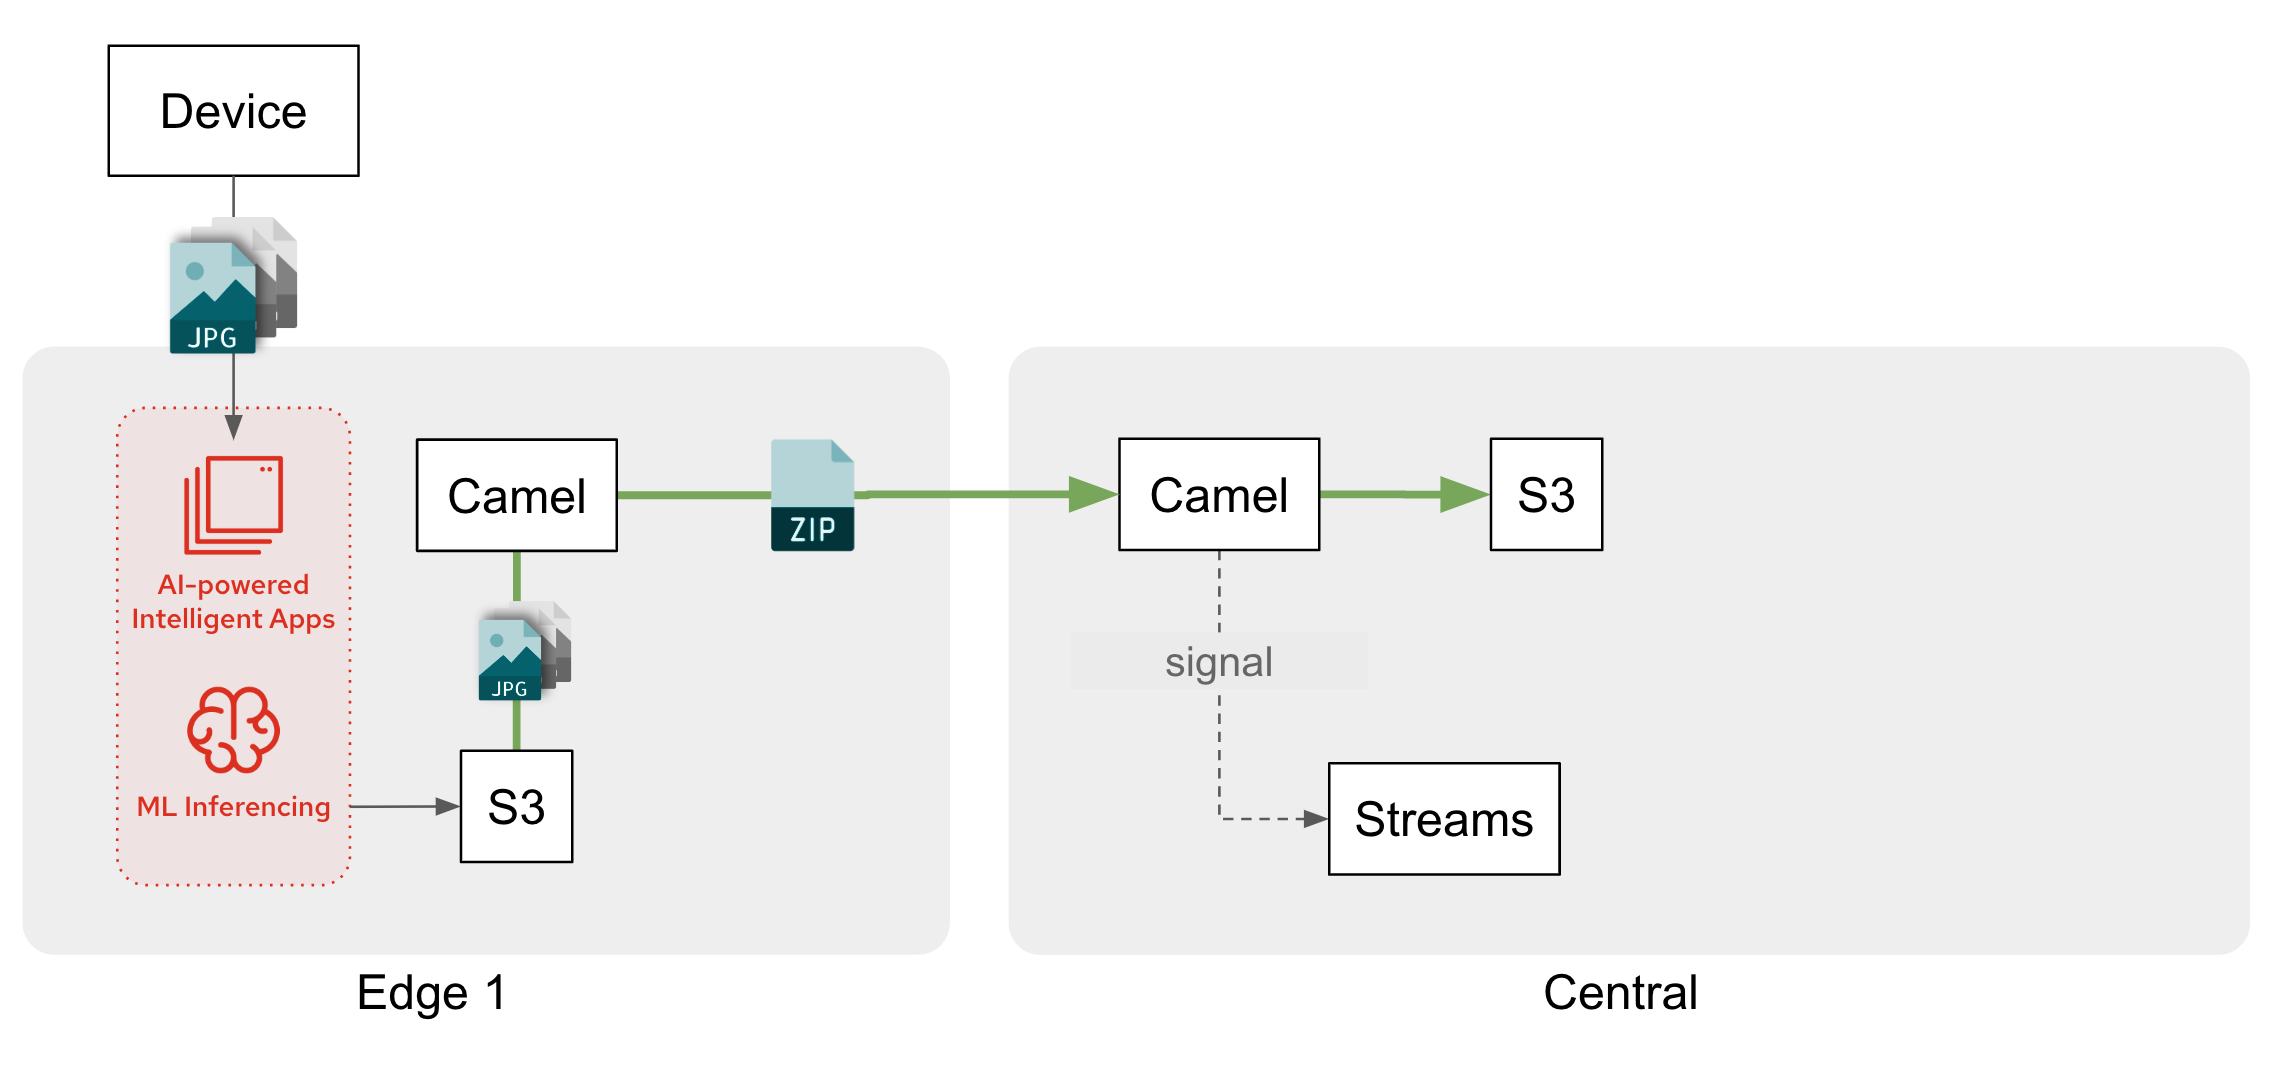 Device
JPG
AI-powered
Intelligent Apps
ML Inferencing
Camel
JPG
S3
ZIP
Camel
S3
signal
Streams
Edge 1
Central